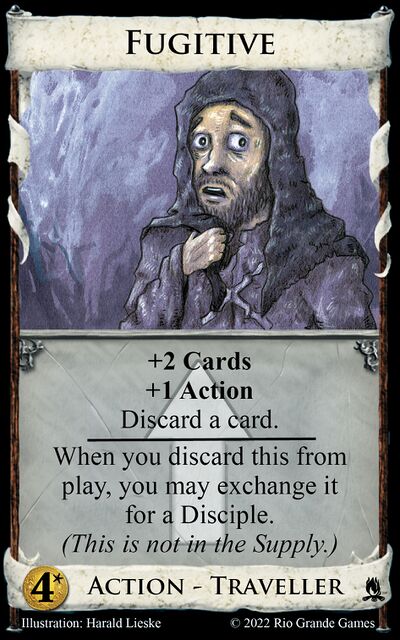 FUGITIVE
+2 Cards
+1 Action
Discard a card.
When you discard this from
play, you may exchange it
for a Disciple.
(This is not in the Supply.)
4* ACTION - TRAVELLER
Illustration: Harald Lieske © 2022 Rio Grande Games